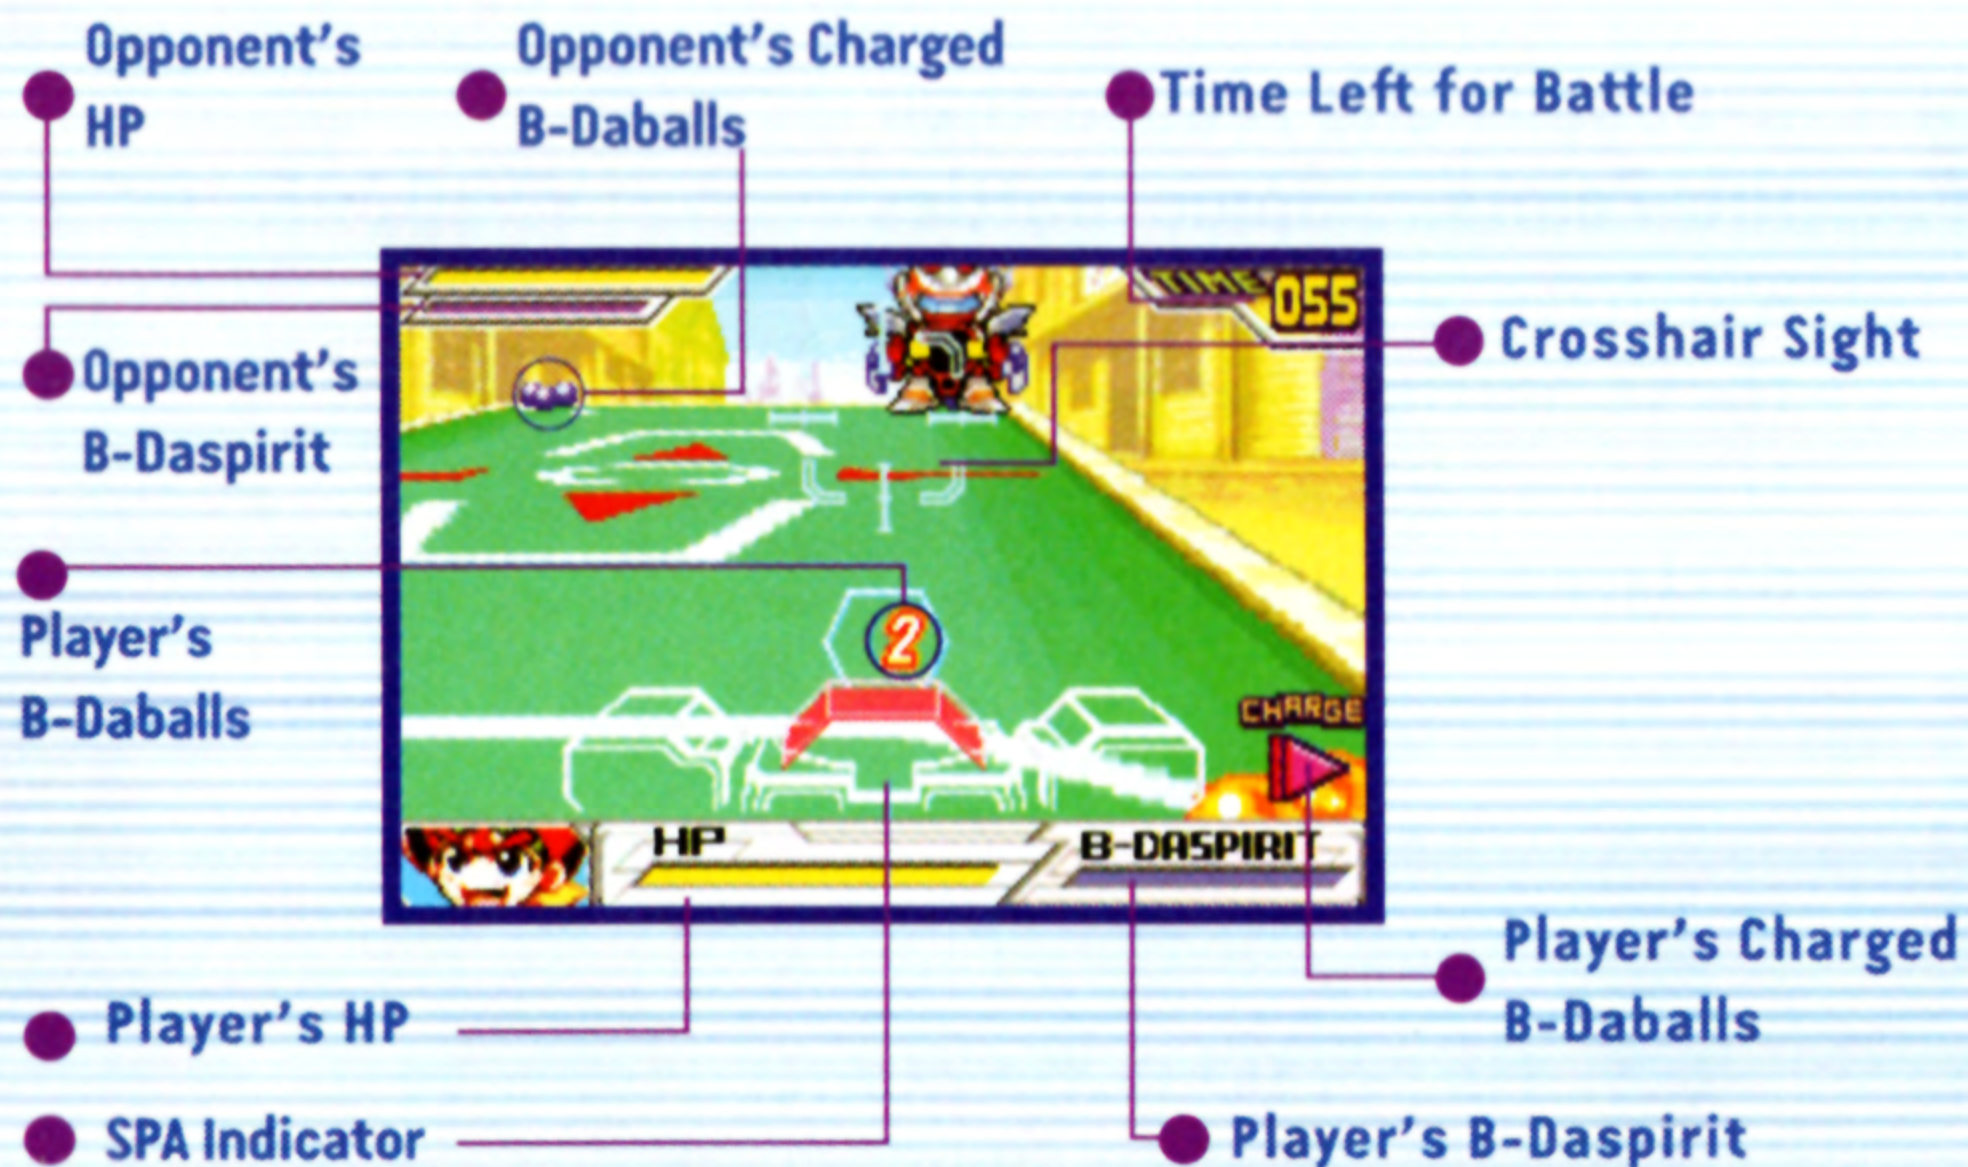 Opponent's
HP
Opponent's Charged
B-Daballs
Time Left for Battle
TIME
055
Crosshair Sight
Opponent's
B-Daspirit
Player's
B-Daballs
2
CHARGE
HP
B-DASPIRIT
Player's Charged
B-Daballs
Player's HP
SPA Indicator
Player's B-Daspirit